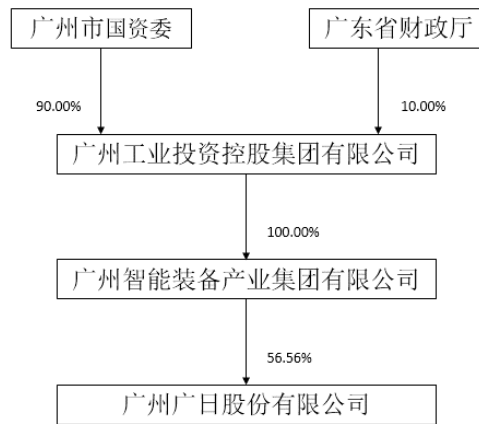 广州市国资委
广东省财政厅
90.00%
10.00%
广州工业投资控股集团有限公司
100.00%
广州智能装备产业集团有限公司
56.56%
广州广日股份有限公司